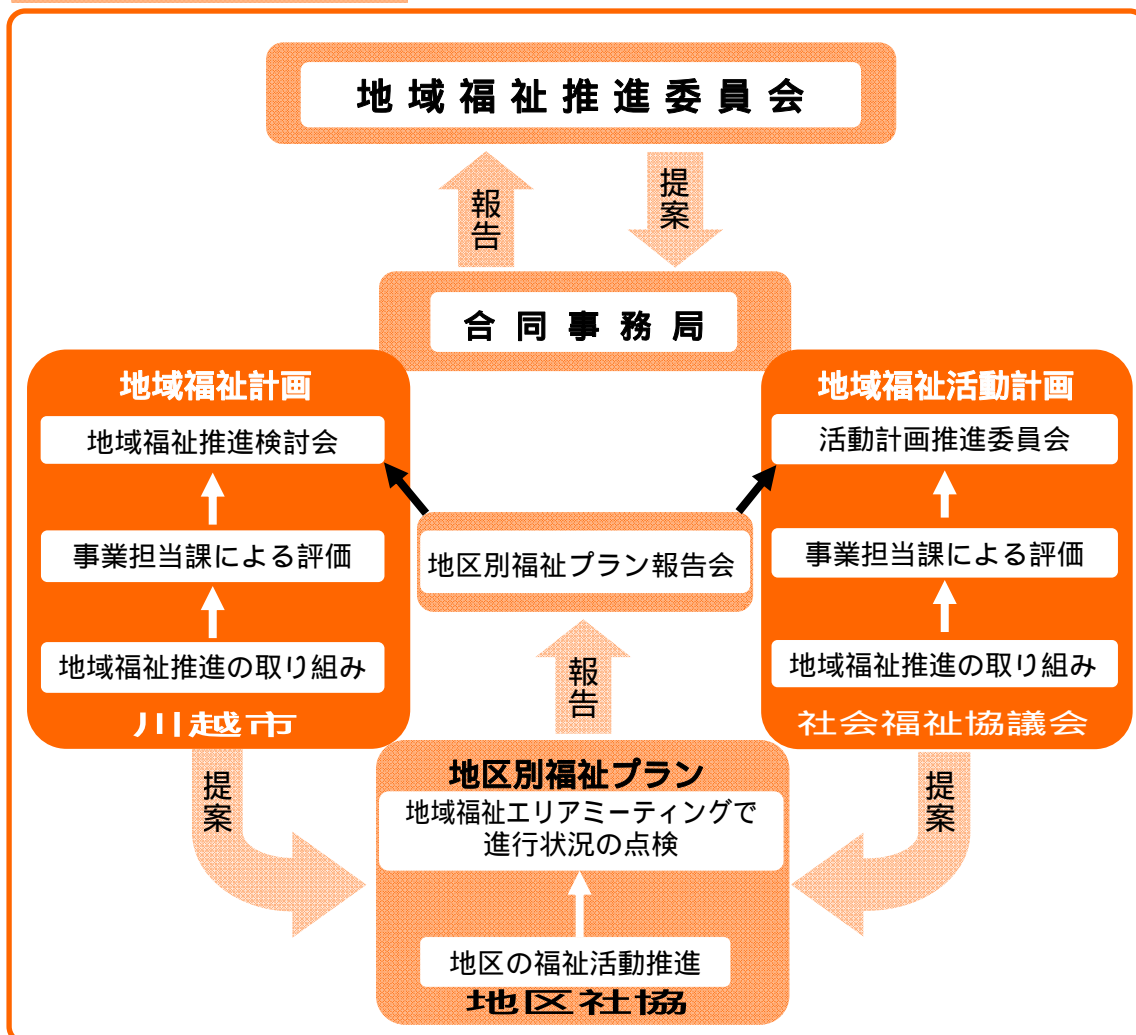 地域福祉推進委員会
報告
提案
合同事務局
地域福祉計画
地域福祉推進検討会
事業担当課による評価
地域福祉推進の取り組み
川越市
地域福祉活動計画
活動計画推進委員会
事業担当課による評価
地域福祉推進の取り組み
社会福祉協議会
地区別福祉プラン報告会
報告
提案
提案
地区別福祉プラン
地域福祉エリアミーティングで
進行状況の点検
地区の福祉活動推進
地区社協